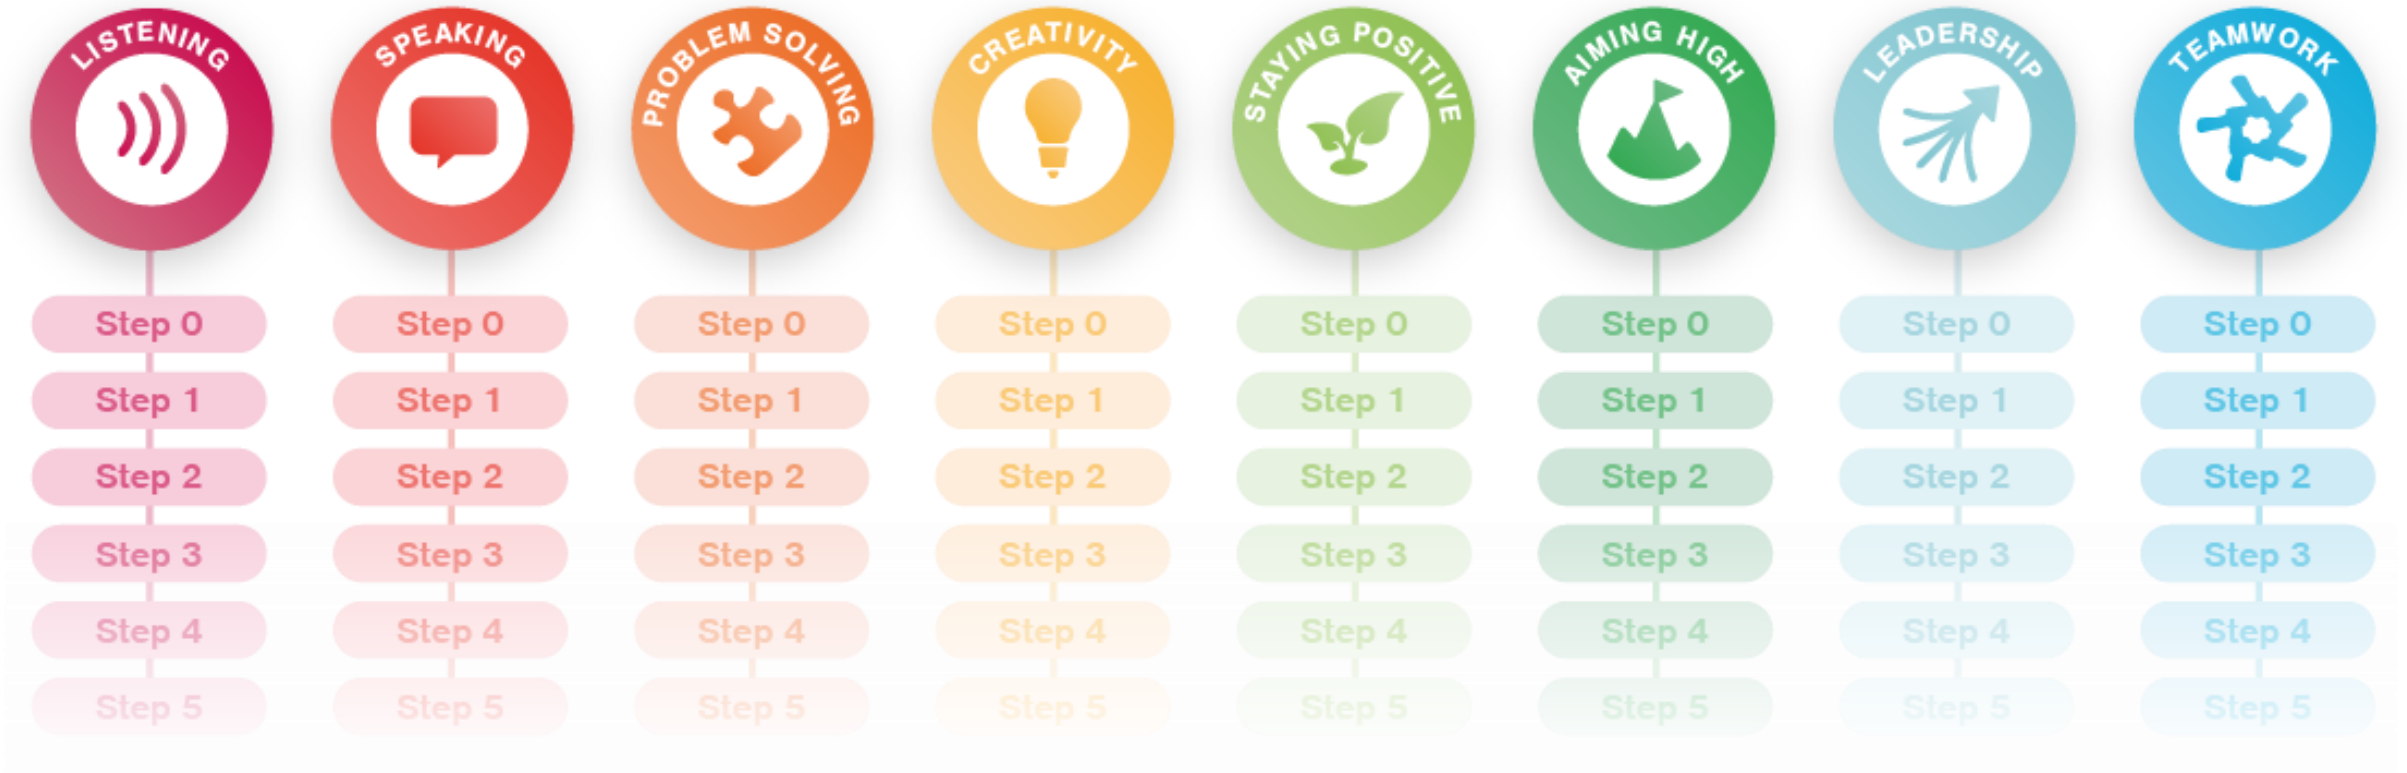 LISTENING SPEAKING PROBLEM SOLVING CREATIVITY STAYING POSITIVE AIMING HIGH LEADERSHIP TEAMWORK
Step 0 Step 0 Step 0 Step 0 Step 0 Step 0 Step 0 Step 0
Step 1 Step 1 Step 1 Step 1 Step 1 Step 1 Step 1 Step 1
Step 2 Step 2 Step 2 Step 2 Step 2 Step 2 Step 2 Step 2
Step 3 Step 3 Step 3 Step 3 Step 3 Step 3 Step 3 Step 3
Step 4 Step 4 Step 4 Step 4 Step 4 Step 4 Step 4 Step 4
Step 5 Step 5 Step 5 Step 5 Step 5 Step 5 Step 5 Step 5